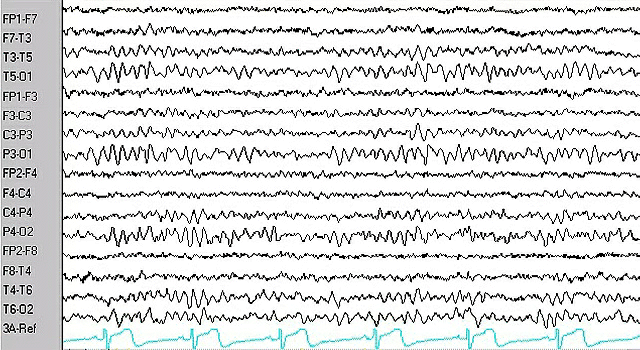 FP1-F7
F7-T3
T3-T5
T5-O1
FP1-F3
F3-C3
C3-P3
P3-O1
FP2-F4
F4-C4
C4-P4
P4-O2
FP2-F8
F8-T4
T4-T6
T6-O2
3A-Ref